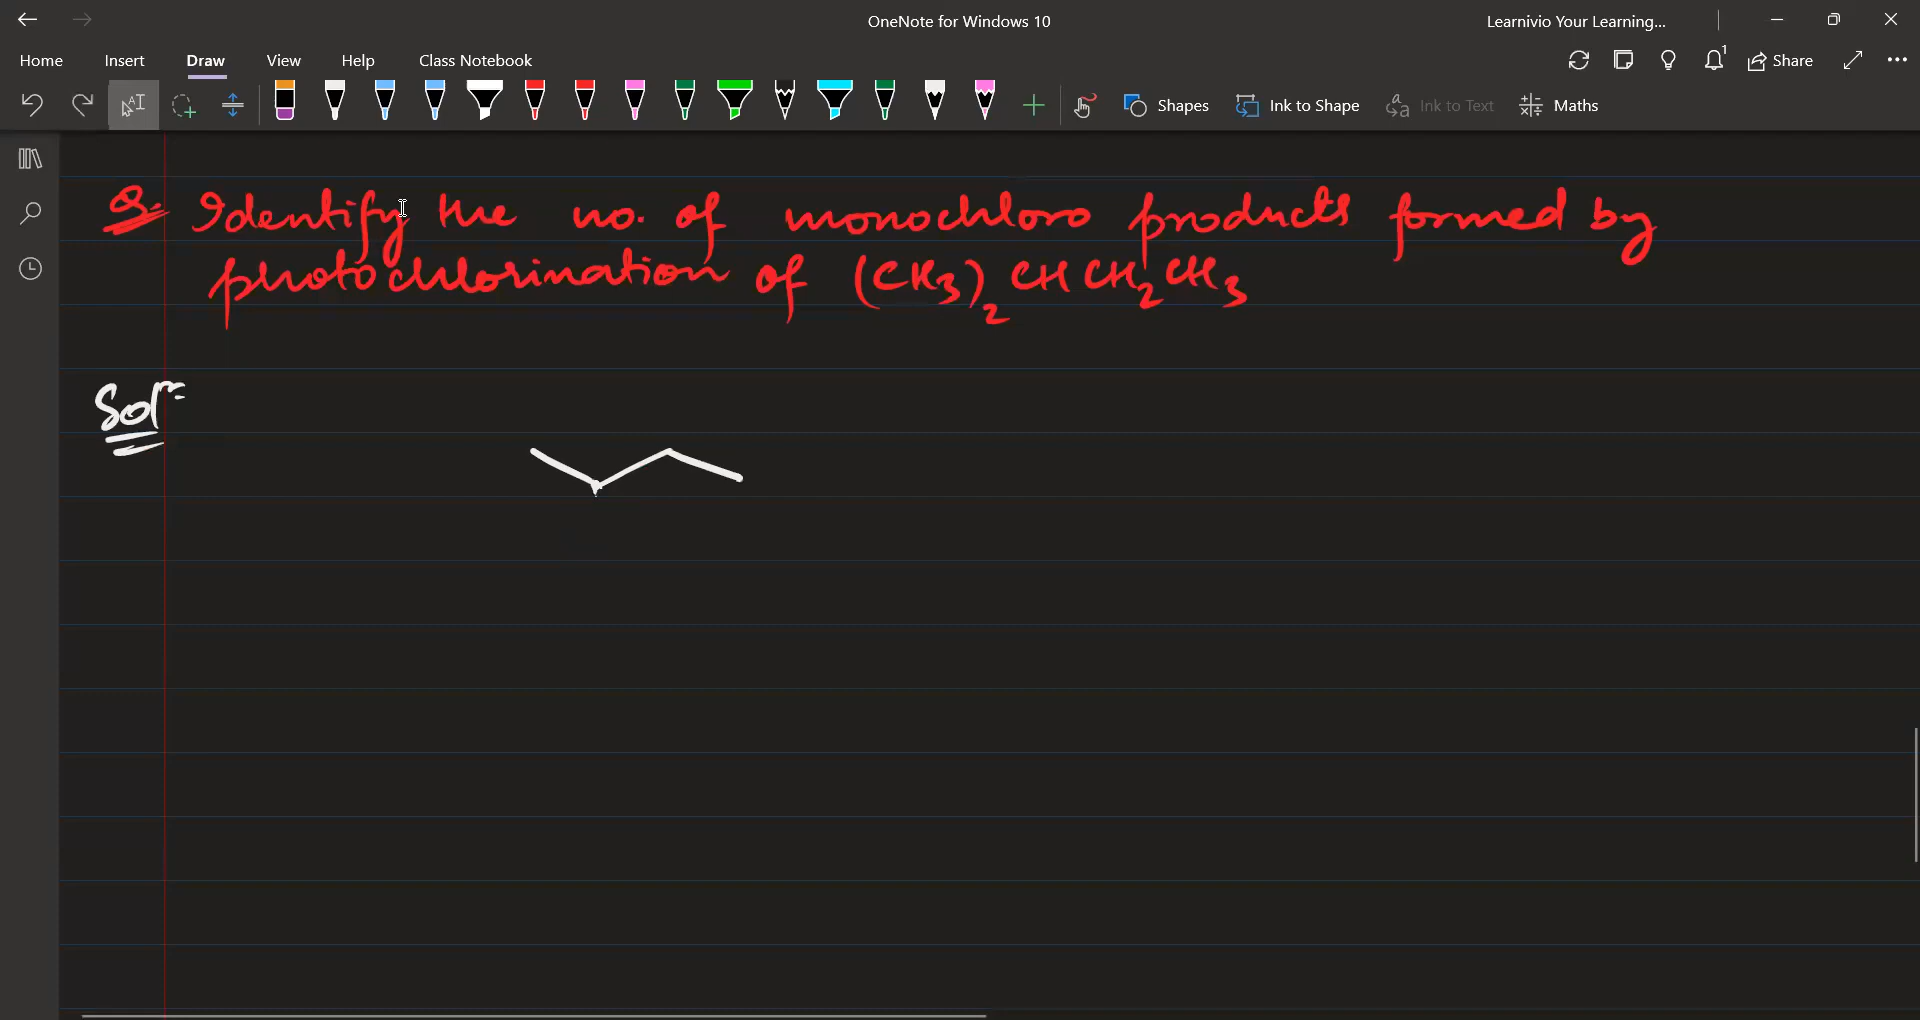 OneNote for Windows 10
Learnivio Your Learning...
Home Insert Draw View Help Class Notebook
1
Share
Shapes Ink to Shape Ink to Text Maths
Q. Identify the no. of monochloro products formed by
photochlorination of (CH3)2 CH CH2 CH3
Soln